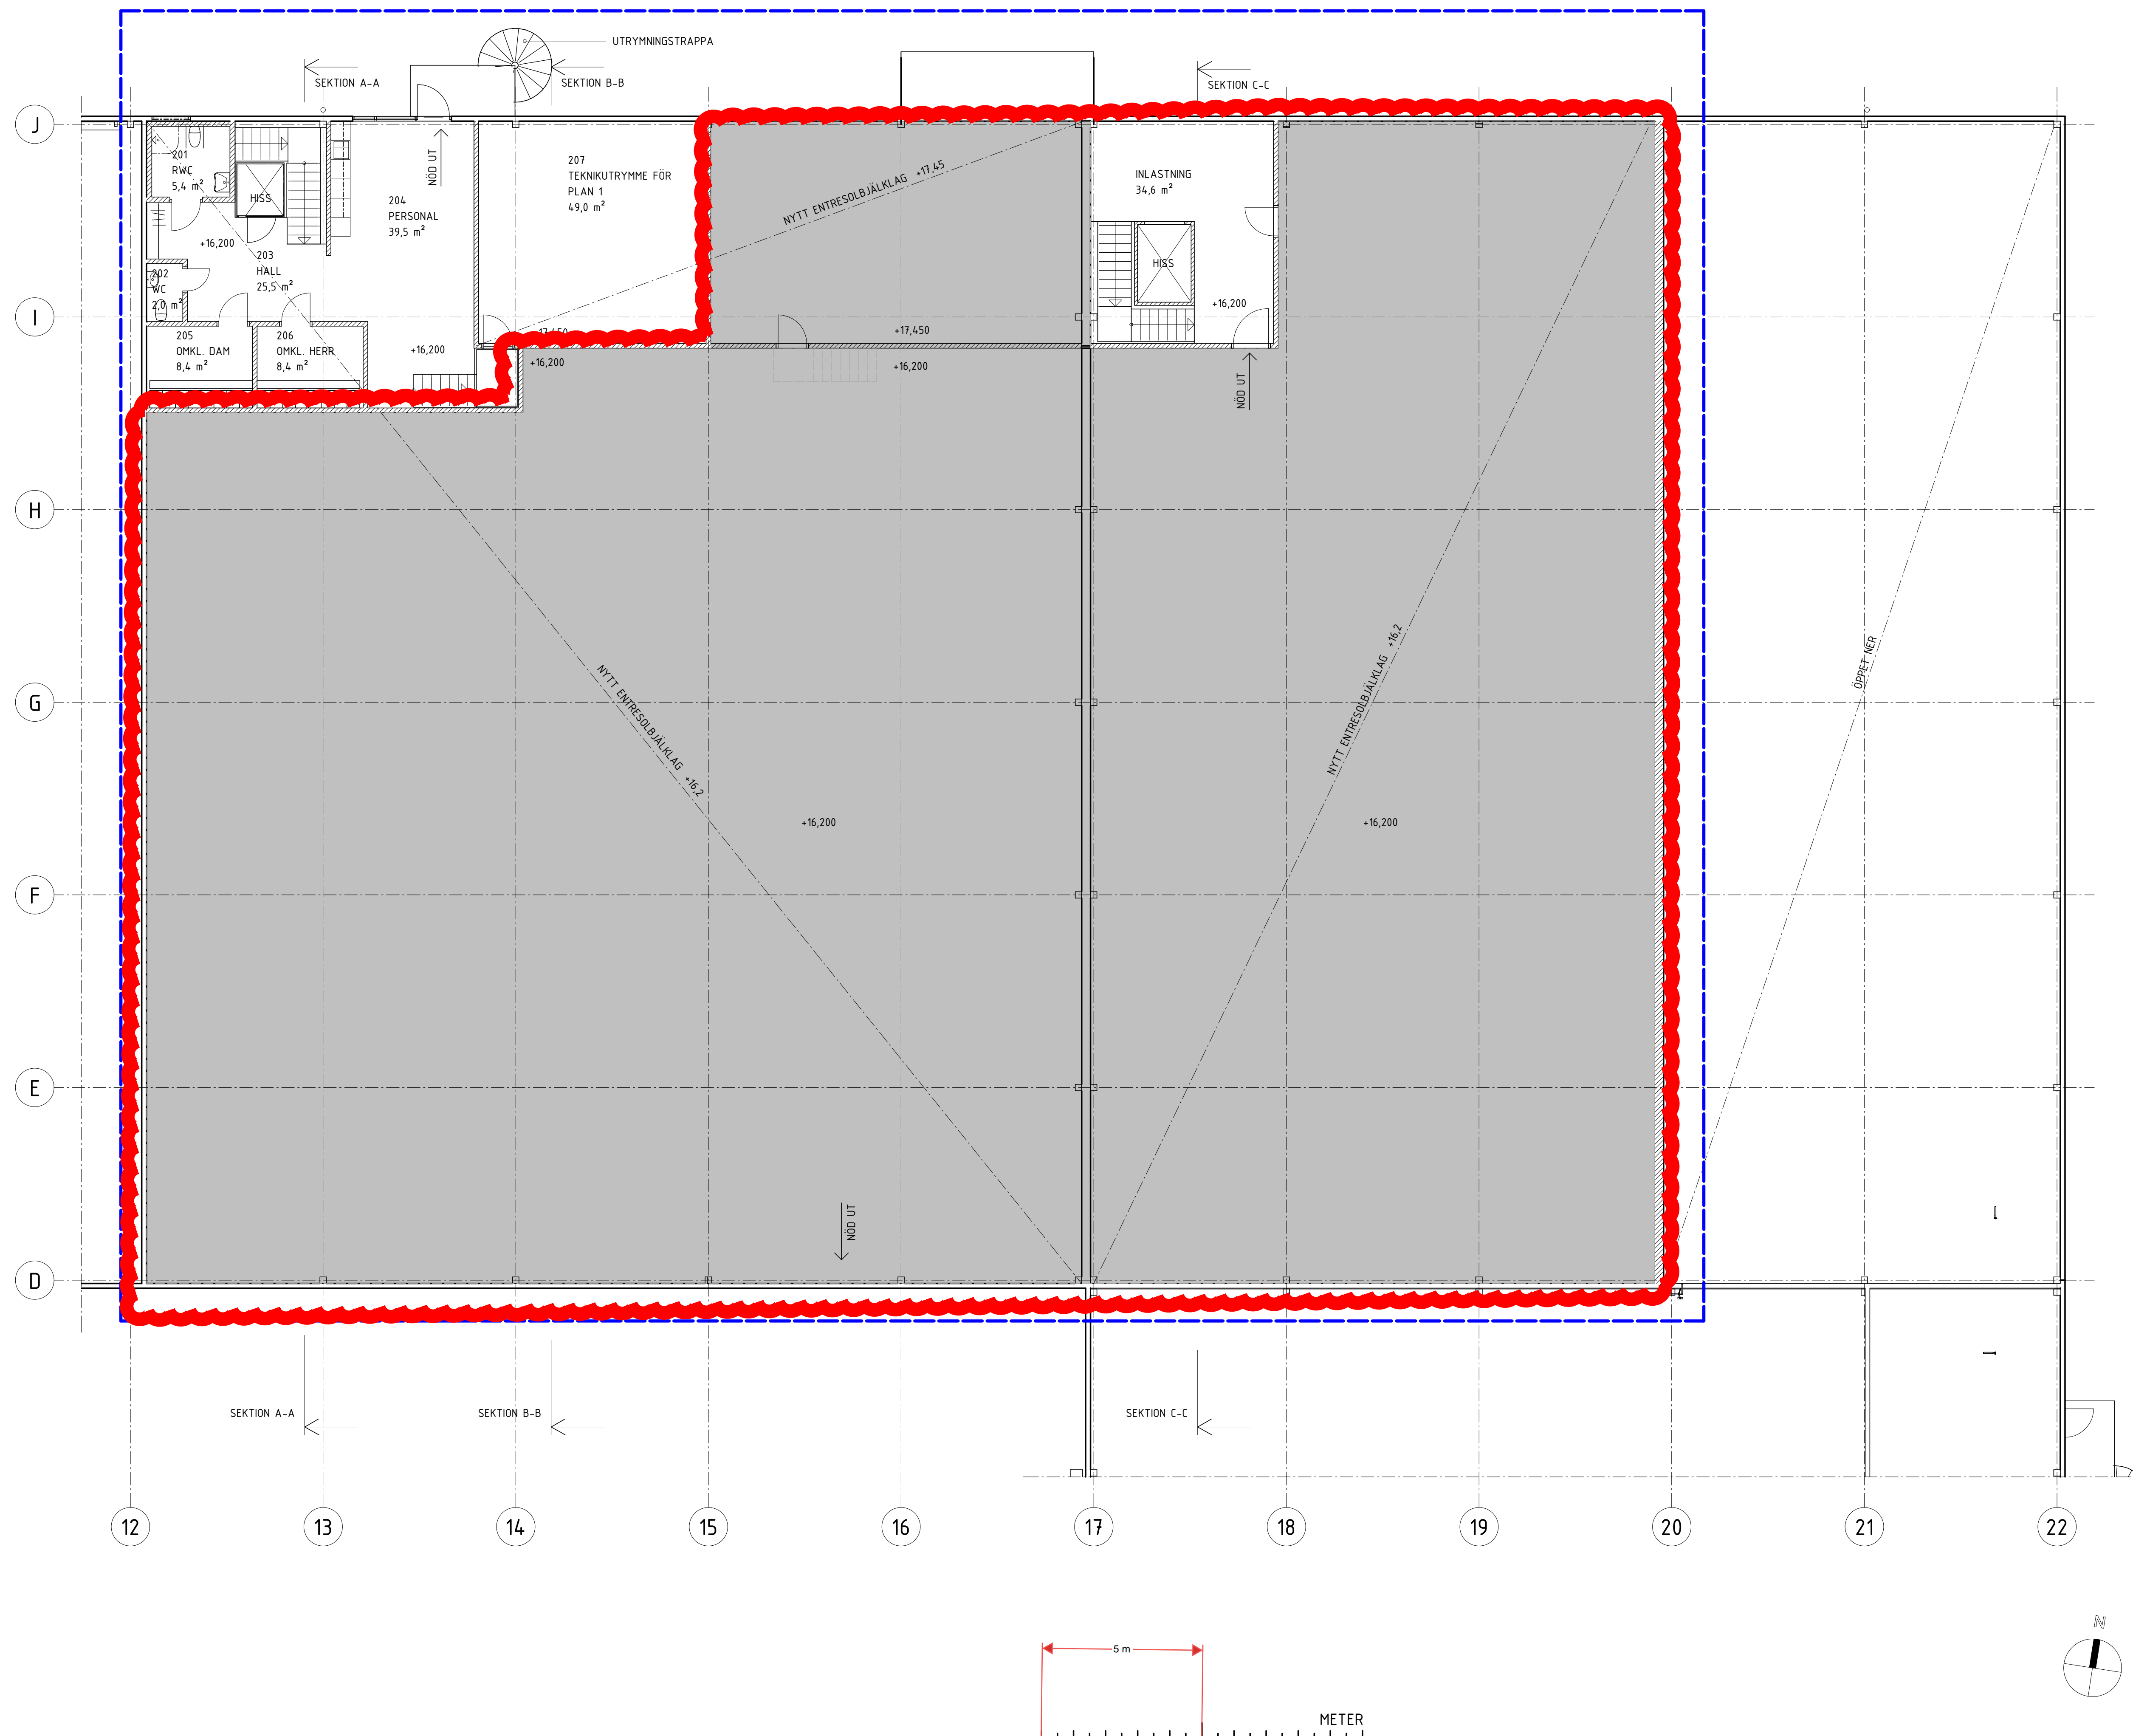 UTRYMNINGSTRAPPA
SEKTION A-A
SEKTION B-B
SEKTION C-C
J
201
RWC
5,4 m²
HISS
NÖD UT
204
PERSONAL
39,5 m²
207
TEKNIKUTRYMME FÖR
PLAN 1
49,0 m²
NYTT ENTRESOLBJÄLKLAG +17,45
INLASTNING
34,6 m²
+16,200
203
HALL
25,5 m²
202
WC
2,0 m²
HISS
+16,200
I
205
OMKL. DAM
8,4 m²
206
OMKL. HERR
8,4 m²
+16,200
+17,450
+16,200
+17,450
+16,200
NÖD UT
H
G
NYTT ENTRESOLBJÄLKLAG +16,2
NYTT ENTRESOLBJÄLKLAG +16,2
ÖPPET NER
+16,200
+16,200
F
E
NÖD UT
D
SEKTION A-A
SEKTION B-B
SEKTION C-C
12
13
14
15
16
17
18
19
20
21
22
N
5 m
METER